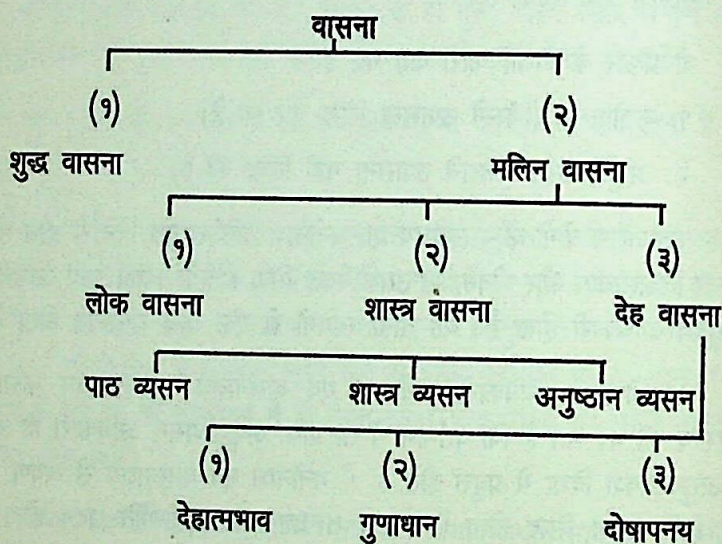 वासना
(१) (२)
शुद्ध वासना मलिन वासना
(१) (२) (३)
लोक वासना शास्त्र वासना देह वासना
पाठ व्यसन शास्त्र व्यसन अनुष्ठान व्यसन
(१) (२) (३)
देहात्मभाव गुणाधान दोषापनय